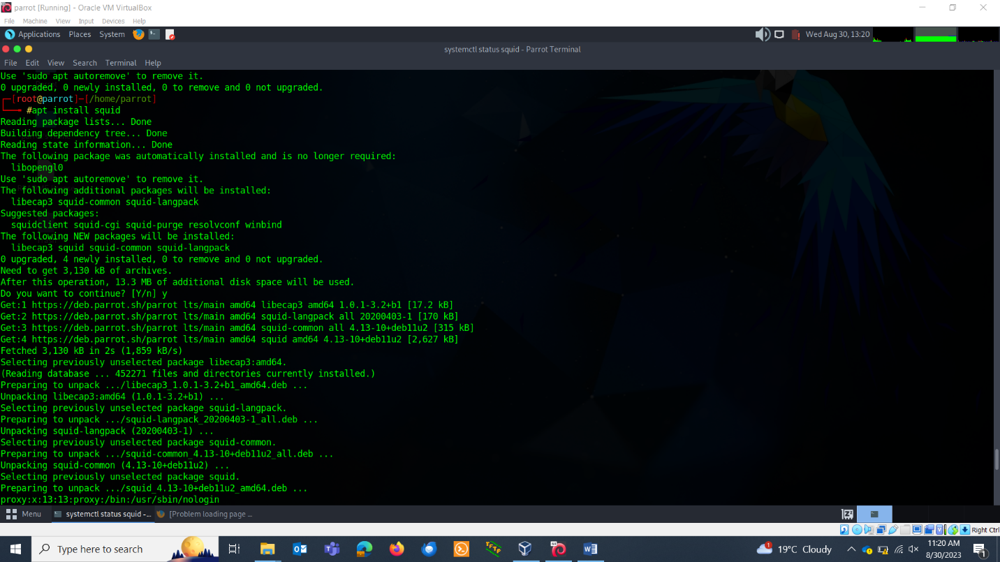 parrot [Running] - Oracle VM VirtualBox
File Machine View Input Devices Help
Applications Places System Wed Aug 30, 13:20
systemctl status squid - Parrot Terminal
File Edit View Search Terminal Help
Use 'sudo apt autoremove' to remove it.
0 upgraded, 0 newly installed, 0 to remove and 0 not upgraded.
┌─[root@parrot]─[/home/parrot]
└──╼ #apt install squid
Reading package lists... Done
Building dependency tree... Done
Reading state information... Done
The following package was automatically installed and is no longer required:
  libopengl0
Use 'sudo apt autoremove' to remove it.
The following additional packages will be installed:
  libecap3 squid-common squid-langpack
Suggested packages:
  squidclient squid-cgi squid-purge resolvconf winbind
The following NEW packages will be installed:
  libecap3 squid squid-common squid-langpack
0 upgraded, 4 newly installed, 0 to remove and 0 not upgraded.
Need to get 3,130 kB of archives.
After this operation, 13.3 MB of additional disk space will be used.
Do you want to continue? [Y/n] y
Get:1 https://deb.parrot.sh/parrot lts/main amd64 libecap3 amd64 1.0.1-3.2+b1 [17.2 kB]
Get:2 https://deb.parrot.sh/parrot lts/main amd64 squid-langpack all 20200403-1 [170 kB]
Get:3 https://deb.parrot.sh/parrot lts/main amd64 squid-common all 4.13-10+deb11u2 [315 kB]
Get:4 https://deb.parrot.sh/parrot lts/main amd64 squid amd64 4.13-10+deb11u2 [2,627 kB]
Fetched 3,130 kB in 2s (1,859 kB/s)
Selecting previously unselected package libecap3:amd64.
(Reading database ... 452271 files and directories currently installed.)
Preparing to unpack .../libecap3_1.0.1-3.2+b1_amd64.deb ...
Unpacking libecap3:amd64 (1.0.1-3.2+b1) ...
Selecting previously unselected package squid-langpack.
Preparing to unpack .../squid-langpack_20200403-1_all.deb ...
Unpacking squid-langpack (20200403-1) ...
Selecting previously unselected package squid-common.
Preparing to unpack .../squid-common_4.13-10+deb11u2_all.deb ...
Unpacking squid-common (4.13-10+deb11u2) ...
Selecting previously unselected package squid.
Preparing to unpack .../squid_4.13-10+deb11u2_amd64.deb ...
proxy:x:13:13:proxy:/bin:/usr/sbin/nologin
Menu systemctl status squid -... [Problem loading page ...
Right Ctrl
Type here to search 19°C Cloudy 11:20 AM
8/30/2023